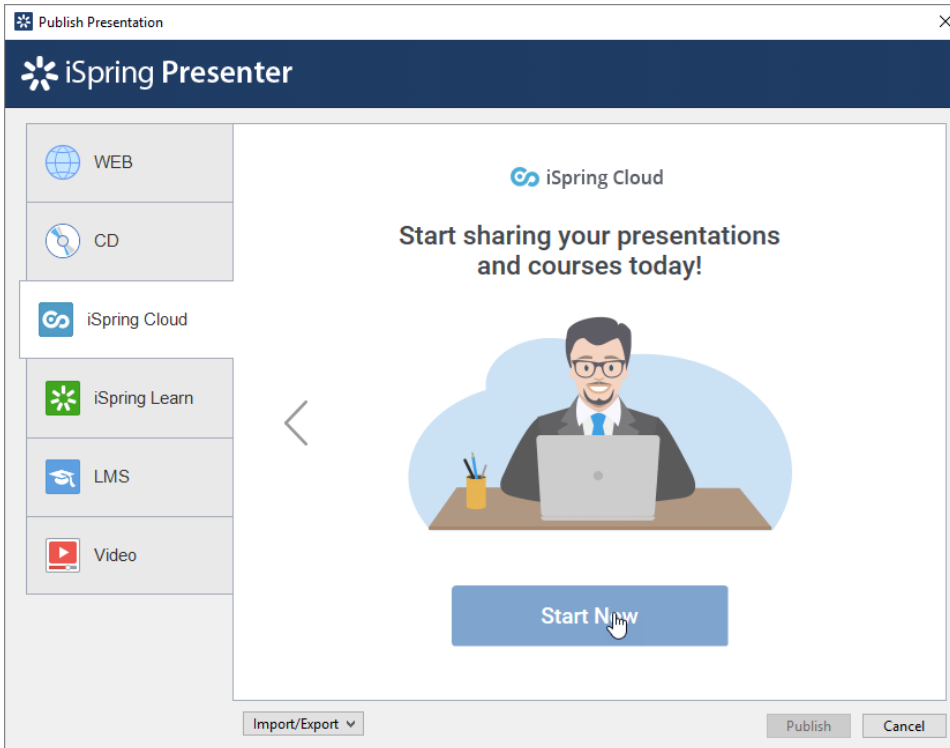 Publish Presentation
iSpring Presenter
WEB
CD
iSpring Cloud
iSpring Learn
LMS
Video
iSpring Cloud
Start sharing your presentations
and courses today!
Start Now
Import/Export
Publish
Cancel